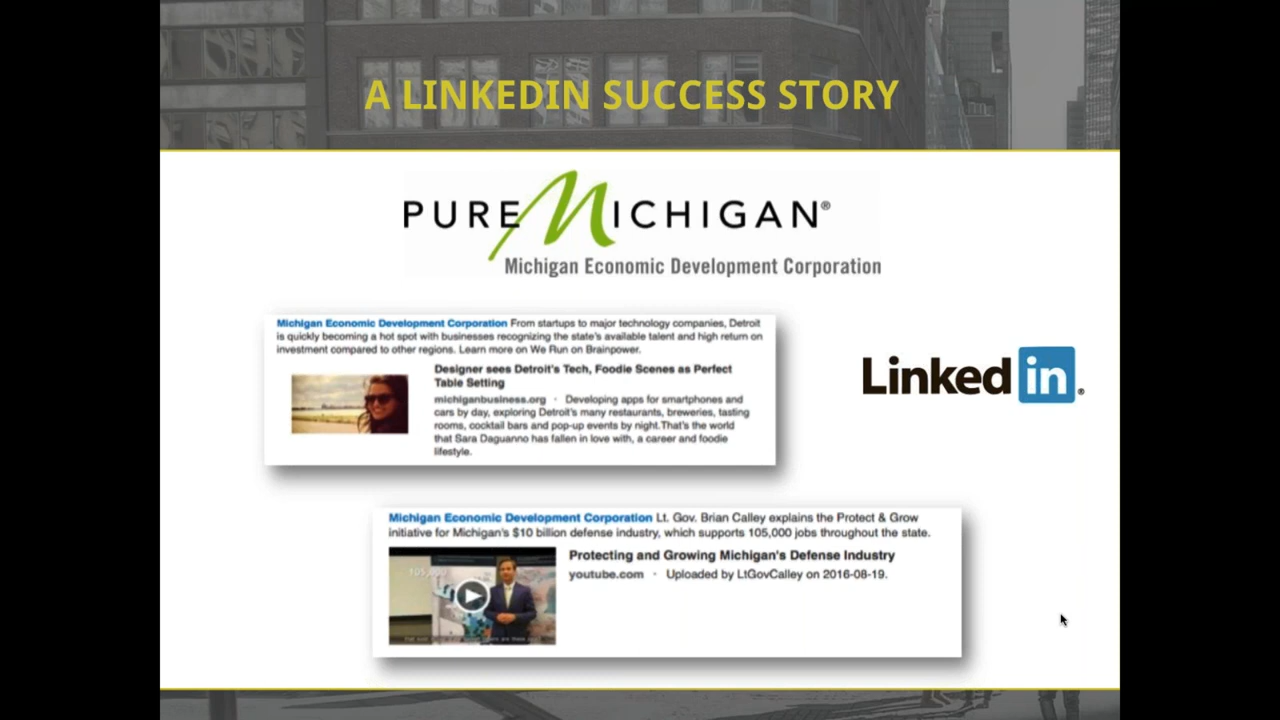 A LINKEDIN SUCCESS STORY
PURE MICHIGAN®
Michigan Economic Development Corporation
Michigan Economic Development Corporation From startups to major technology companies, Detroit
is quickly becoming a hot spot with businesses recognizing the state's available talent and high return on
investment compared to other regions. Learn more on We Run on Brainpower.
Designer sees Detroit's Tech, Foodie Scenes as Perfect
Table Setting
michiganbusiness.org · Developing apps for smartphones and
cars by day, exploring Detroit's many restaurants, breweries, tasting
rooms, cocktail bars and pop-up events by night.That's the world
that Sara Daguanno has fallen in love with, a career and foodie
lifestyle.
Linked in®
Michigan Economic Development Corporation Lt. Gov. Brian Calley explains the Protect & Grow
initiative for Michigan's $10 billion defense industry, which supports 105,000 jobs throughout the state.
Protecting and Growing Michigan's Defense Industry
youtube.com · Uploaded by LtGovCalley on 2016-08-19.
105,000